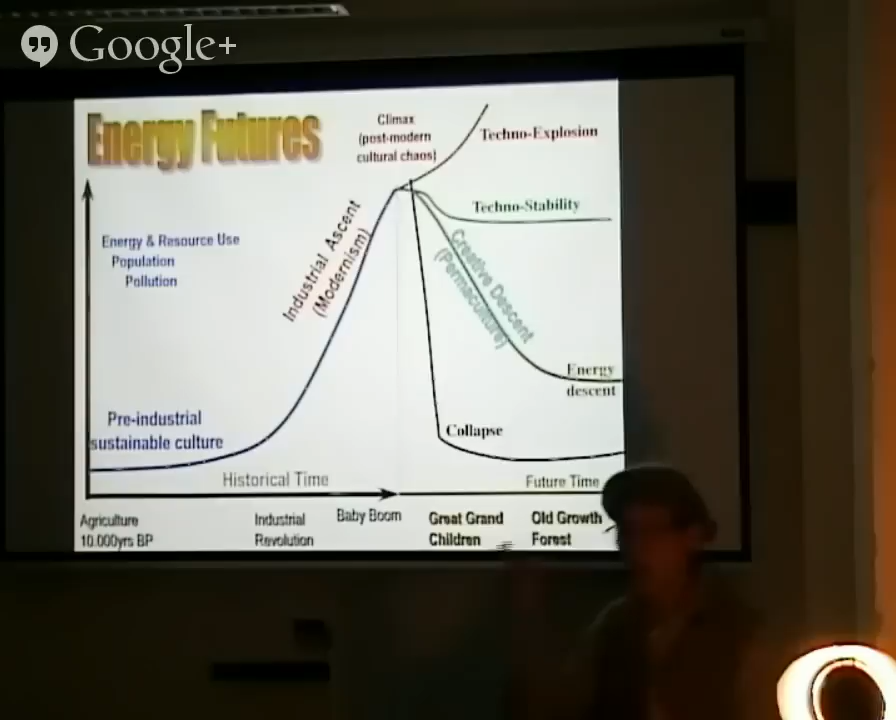 Google+
Energy Futures
Climax
(post-modern
cultural chaos)
Techno-Explosion
Techno-Stability
Energy & Resource Use
Population
Pollution
Industrial Ascent
(Modernism)
Creative Descent
(Permaculture)
Energy
descent
Pre-industrial
sustainable culture
Collapse
Historical Time
Future Time
Agriculture
10.000yrs BP
Industrial
Revolution
Baby Boom
Great Grand
Children
Old Growth
Forest